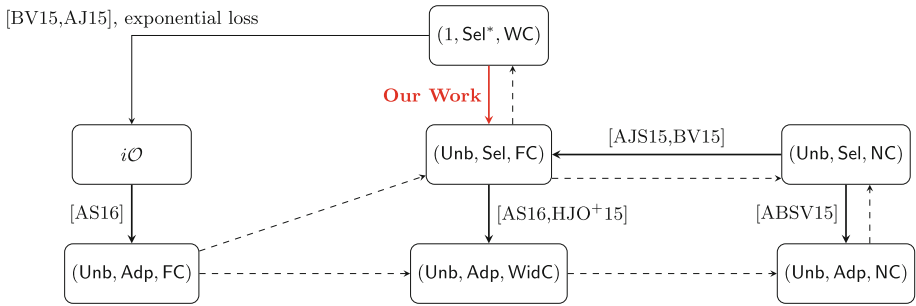 [BV15,AJ15], exponential loss
(1, Sel*, WC)
Our Work
iO
(Unb, Sel, FC)
[AJS15,BV15]
(Unb, Sel, NC)
[AS16]
[AS16,HJO+15]
[ABSV15]
(Unb, Adp, FC)
(Unb, Adp, WidC)
(Unb, Adp, NC)